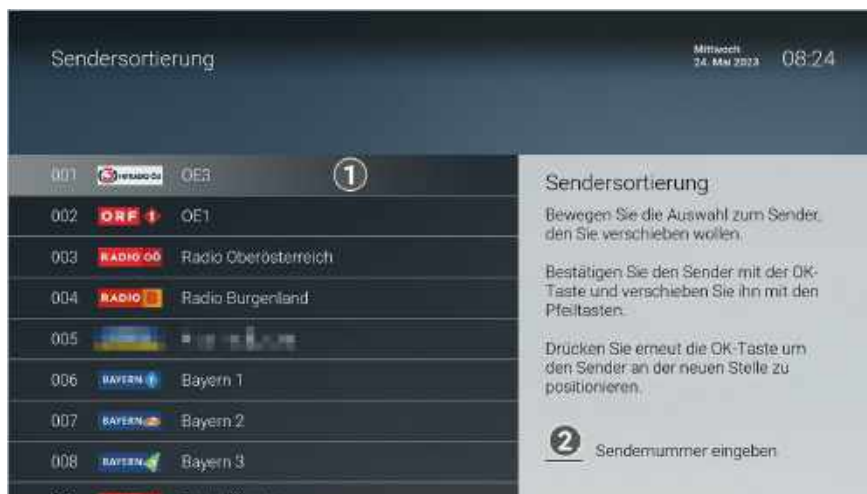 Sendersortierung
Mittwoch
24. Mai 2023
08:24
001 OE3
1
002 ORF 1 OE1
003 RADIO OÖ Radio Oberösterreich
004 RADIO B Radio Burgenland
005
006 BAYERN 1 Bayern 1
007 BAYERN 2 Bayern 2
008 BAYERN Bayern 3
Sendersortierung
Bewegen Sie die Auswahl zum Sender,
den Sie verschieben wollen.
Bestätigen Sie den Sender mit der OK-
Taste und verschieben Sie ihn mit den
Pfeiltasten.
Drücken Sie erneut die OK-Taste um
den Sender an der neuen Stelle zu
positionieren.
2 Sendernummer eingeben